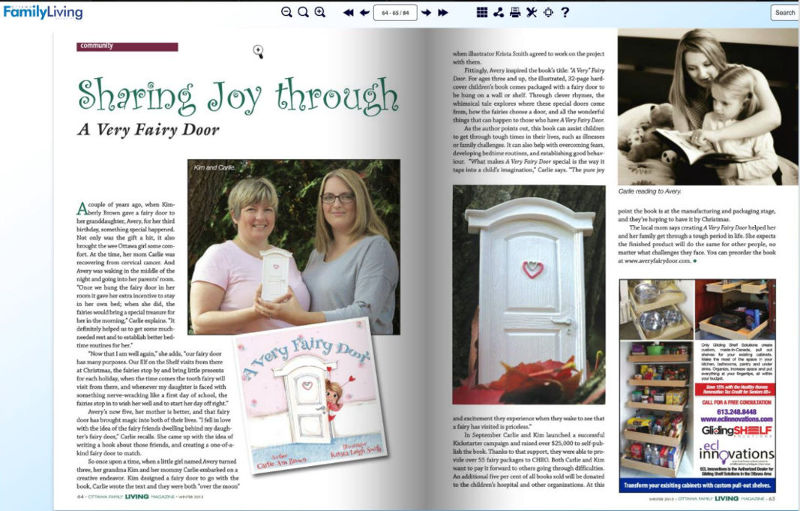 FamilyLiving
64 - 65 / 84
Search
community
Sharing Joy through
A Very Fairy Door
Kim and Carlie.
A couple of years ago, when Kim-
berly Brown gave a fairy door to
her granddaughter, Avery, for her third
birthday, something special happened.
Not only was the gift a hit, it also
brought the wee Ottawa girl some com-
fort. At the time, her mom Carlie was
recovering from cervical cancer. And
Avery was waking in the middle of the
night and going into her parents' room.
"Once we hung the fairy door in her
room it gave her extra incentive to stay
in her own bed; when she did, the
fairies would bring a special treasure for
her in the morning," Carlie explains. "It
definitely helped us to get some much-
needed rest and to establish better bed-
time routines for her."
"Now that I am well again," she adds, "our fairy door
has many purposes. Our Elf on the Shelf visits from there
at Christmas, the fairies stop by and bring little presents
for each holiday, when the time comes the tooth fairy will
visit from there, and whenever my daughter is faced with
something nerve-wracking like a first day of school, the
fairies stop in to wish her well and to start her day off right."
Avery's now five, her mother is better, and that fairy
door has brought magic into both of their lives. "I fell in
love with the idea of the fairy friends dwelling behind my daugh-
ter's fairy door," Carlie recalls. She came up with the idea of
writing a book about those friends, and creating a one-of-a-
kind fairy door to match.
So once upon a time, when a little girl named Avery turned
three, her grandma Kim and her mommy Carlie embarked on a
creative endeavor. Kim designed a fairy door to go with the
book, Carlie wrote the text and they were both "over the moon"
A Very Fairy Door
Author
Carlie Ann Brown
Illustrator
Krista Leigh Smith
64 - OTTAWA FAMILY LIVING MAGAZINE - WINTER 2013
when illustrator Krista Smith agreed to work on the project
with them.
Fittingly, Avery inspired the book's title: "A Very" Fairy
Door. For ages three and up, the illustrated, 32-page hard-
cover children's book comes packaged with a fairy door to
be hung on a wall or shelf. Through clever rhymes, the
whimsical tale explores where these special doors come
from, how the fairies choose a door, and all the wonderful
things that can happen to those who have A Very Fairy Door.
As the author points out, this book can assist children
to get through tough times in their lives, such as illnesses
or family challenges. It can also help with overcoming fears,
developing bedtime routines, and establishing good behav-
iour. "What makes A Very Fairy Door special is the way it
taps into a child's imagination," Carlie says. "The pure joy
and excitement they experience when they wake to see that
a fairy has visited is priceless."
In September Carlie and Kim launched a successful
Kickstarter campaign and raised over $25,000 to self-pub-
lish the book. Thanks to that support, they were able to pro-
vide over 55 fairy packages to CHEO. Both Carlie and Kim
want to pay it forward to others going through difficulties.
An additional five per cent of all books sold will be donated
to the children's hospital and other organizations. At this
Carlie reading to Avery.
point the book is at the manufacturing and packaging stage,
and they're hoping to have it by Christmas.
The local mom says creating A Very Fairy Door helped her
and her family get through a tough period in life. She expects
the finished product will do the same for other people, no
matter what challenges they face. You can preorder the book
at www.averyfairydoor.com.
Only Gliding Shelf Solutions create
custom, made-in-Canada, pull out
shelves for your existing cabinets.
Make the most of the space in your
kitchen, bathrooms, pantry and under
sinks. Organize, increase space and put
everything at your fingertips, all within
your budget.
Save 15% with the Healthy Homes
Renovation Tax Credit for Seniors 65+
CALL FOR A FREE CONSULTATION
613.248.8448
www.eclinnovations.com
GlidingSHELF
SOLUTIONS
ecl
innovations
ECL Innovations is the Authorized Dealer for
Gliding Shelf Solutions in the Ottawa Area
Transform your existing cabinets with custom pull-out shelves.
WINTER 2013 - OTTAWA FAMILY LIVING MAGAZINE - 63